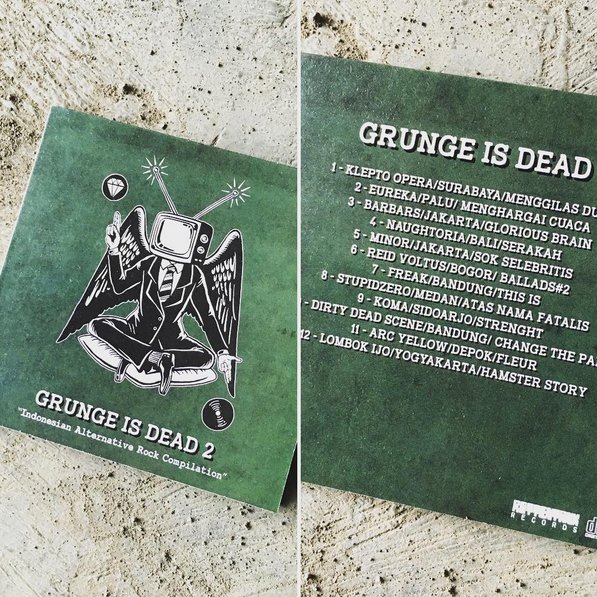 GRUNGE IS DEAD 2
"Indonesian Alternative Rock Compilation"
GRUNGE IS DEAD
1 - KLEPTO OPERA/SURABAYA/MENGGILAS DU
2 - EUREKA/PALU/ MENGHARGAI CUACA
3 - BARBARS/JAKARTA/GLORIOUS BRAIN
4 - NAUGHTORIA/BALI/SERAKAH
5 - MINOR/JAKARTA/SOK SELEBRITIS
6 - REID VOLTUS/BOGOR/ BALLADS#2
7 - FREAK/BANDUNG/THIS IS
8 - STUPIDZERO/MEDAN/ATAS NAMA FATALIS
9 - KOMA/SIDOARJO/STRENGHT
- DIRTY DEAD SCENE/BANDUNG/ CHANGE THE PA
11 - ARC YELLOW/DEPOK/FLEUR
12 - LOMBOK IJO/YOGYAKARTA/HAMSTER STORY
RECORDS